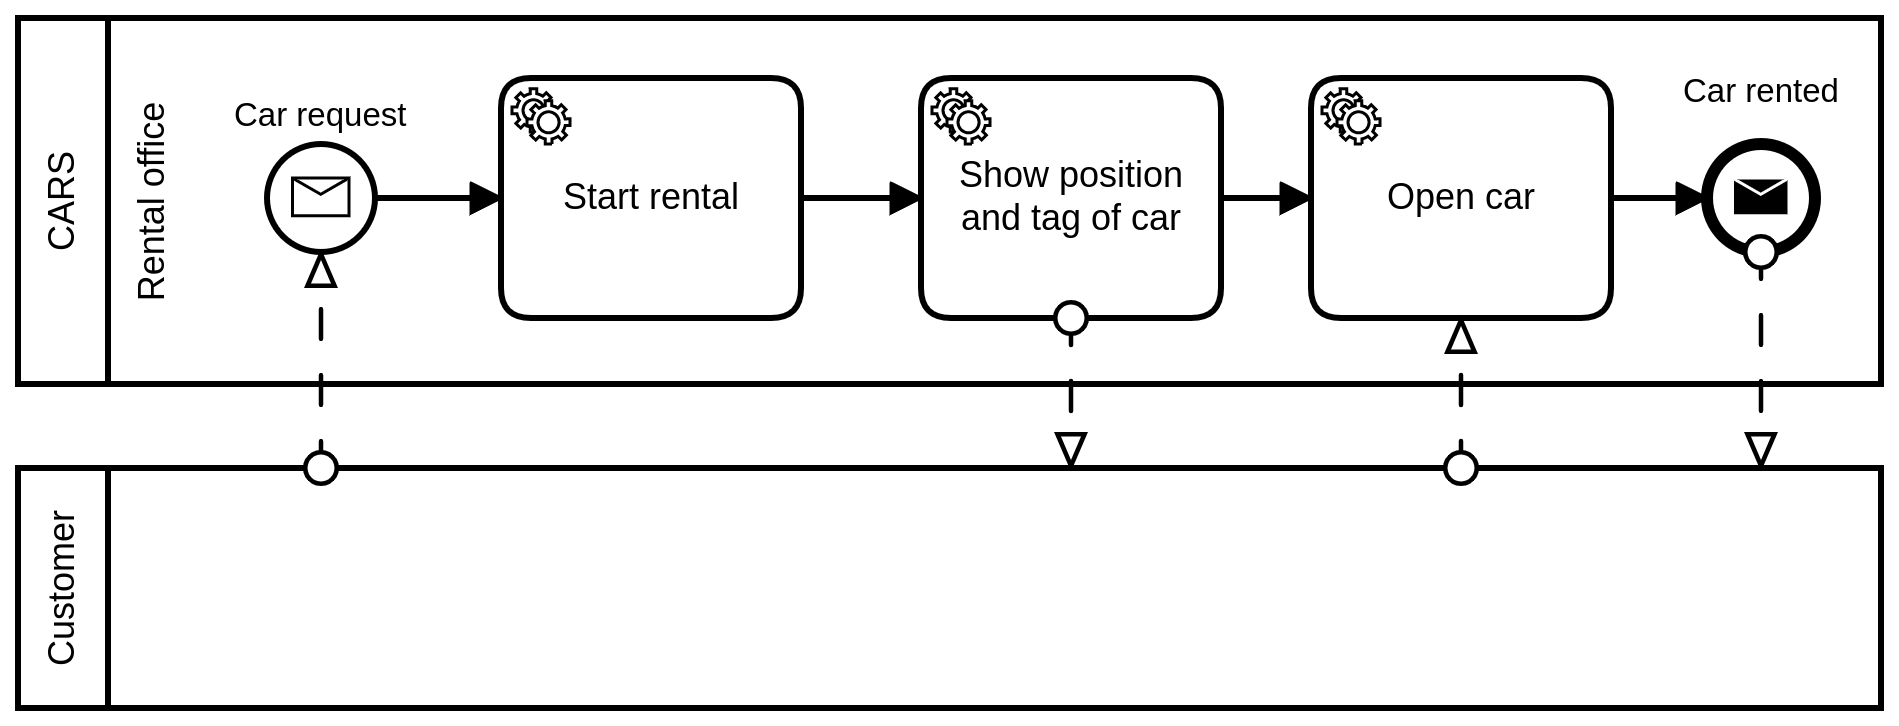 CARS
Rental office
Car request
Start rental
Show position
and tag of car
Open car
Car rented
Customer